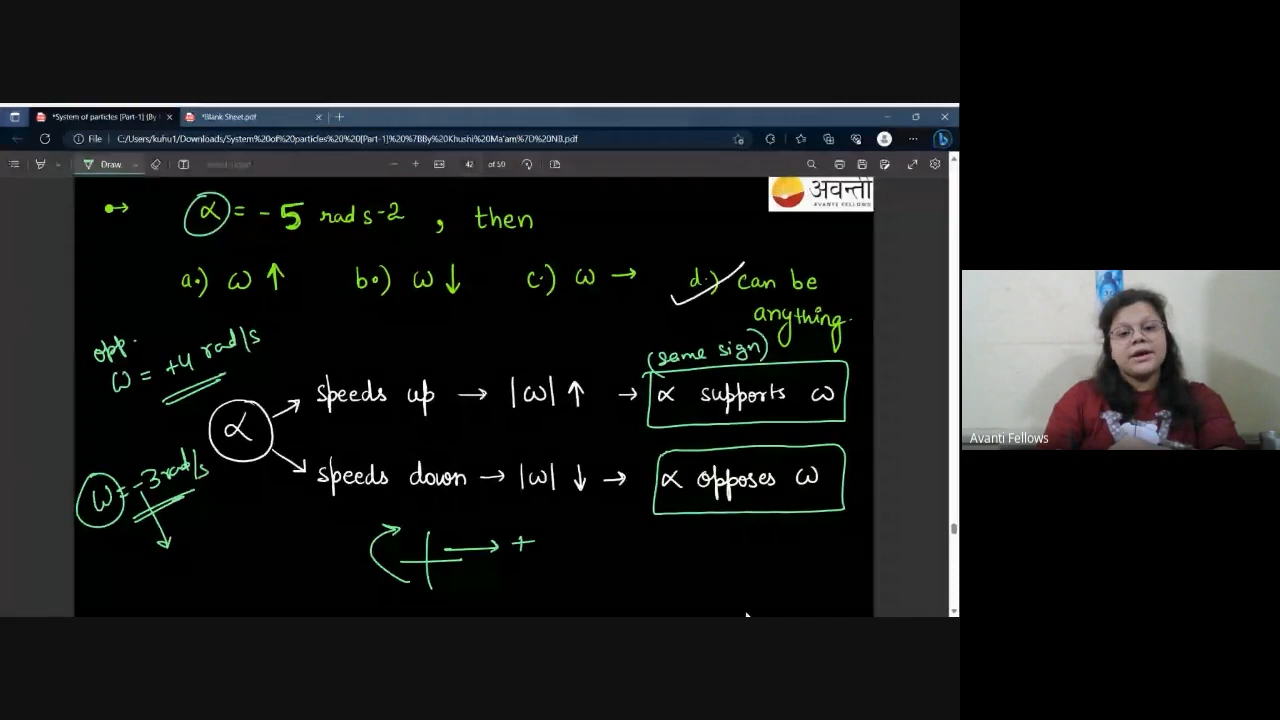 *System of particles [Part-1] (By
*Blank Sheet.pdf
File
C:/Users/kuhu1/Downloads/System%20of%20particles%20%20[Part-1]%20%7BBy%20Khushi%20Ma'am%7D%20NB.pdf
Draw
42 of 50
अवन्ती
AVANTI FELLOWS
α = -5 rad s-2 , then
a.) ω ↑ b.) ω ↓ c.) ω → d.) can be
anything.
opp.
ω = +4 rad/s
(same sign)
α
speeds up → |ω| ↑ → α supports ω
ω = -3 rad/s
speeds down → |ω| ↓ → α opposes ω
+
Avanti Fellows